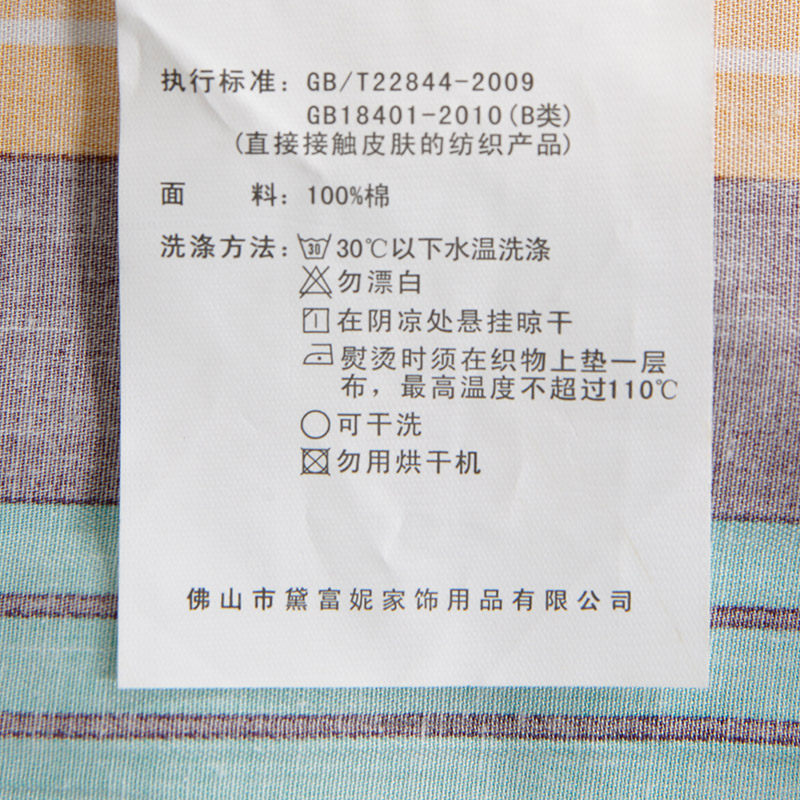 执行标准：GB/T22844-2009
GB18401-2010(B类)
(直接接触皮肤的纺织产品)
面　　料：100%棉
洗涤方法：30 30℃以下水温洗涤
勿漂白
在阴凉处悬挂晾干
熨烫时须在织物上垫一层
布，最高温度不超过110℃
可干洗
勿用烘干机
佛山市黛富妮家饰用品有限公司